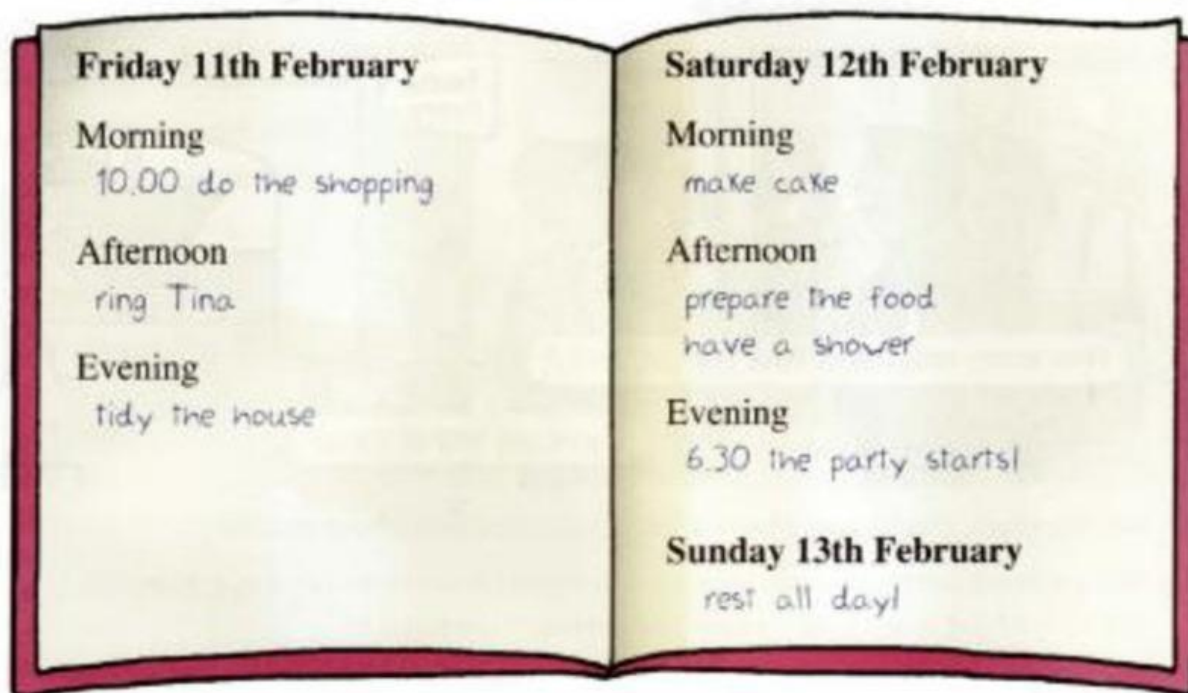 Friday 11th February
Morning
10.00 do the shopping
Afternoon
ring Tina
Evening
tidy the house
Saturday 12th February
Morning
make cake
Afternoon
prepare the food
have a shower
Evening
6.30 the party starts!
Sunday 13th February
rest all day!